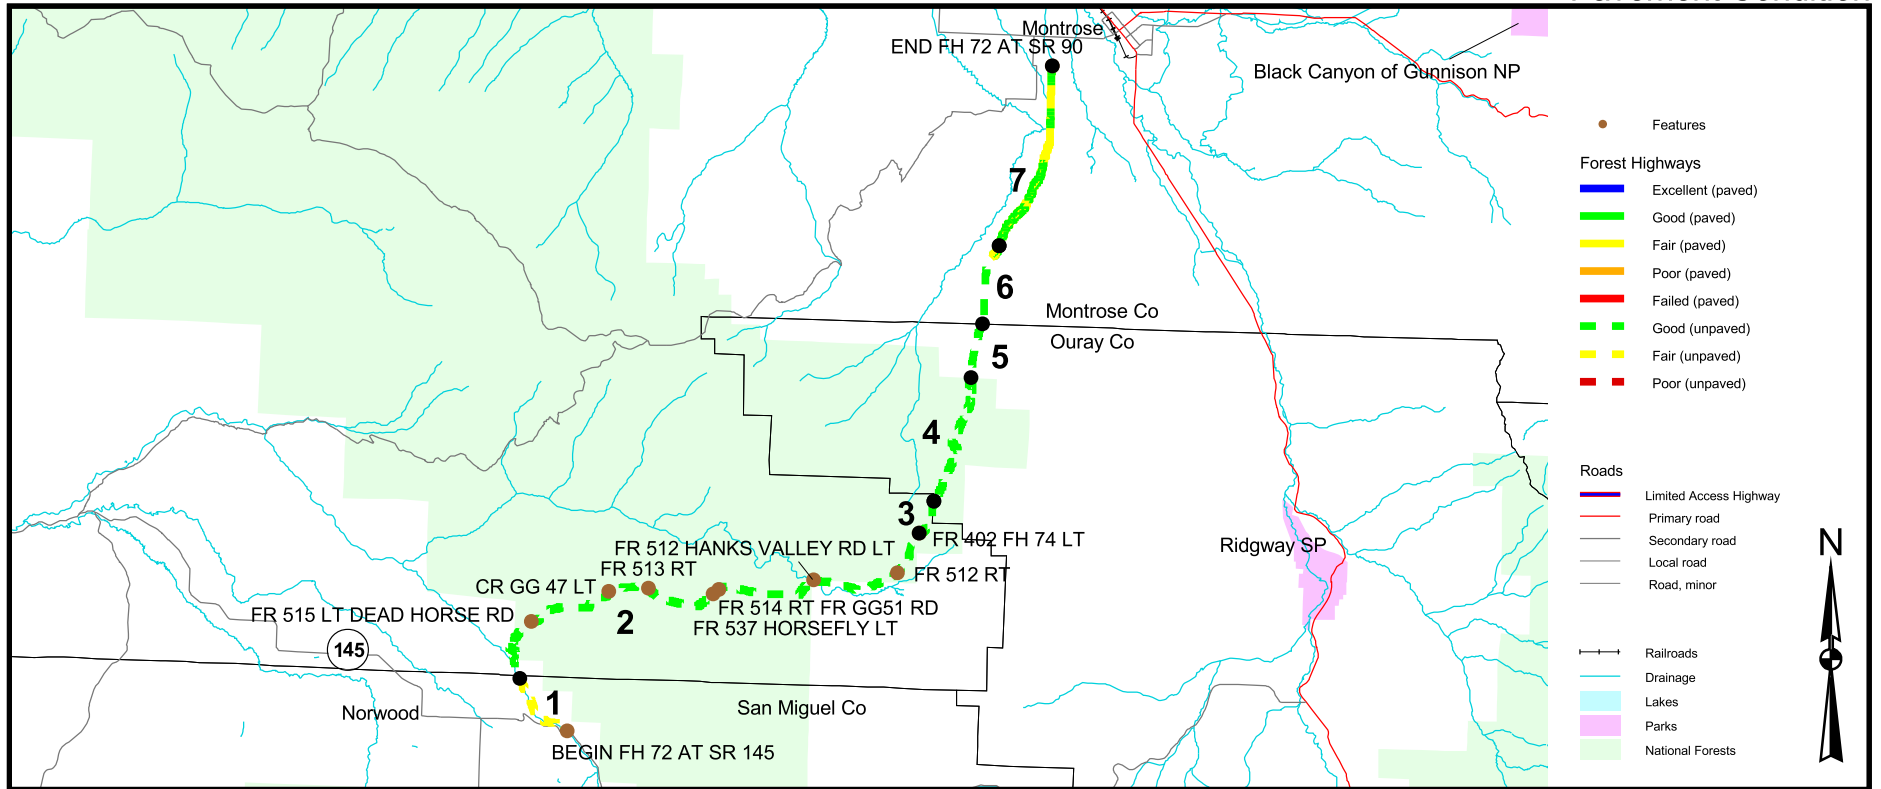 Pavement Condition
Montrose
END FH 72 AT SR 90
Black Canyon of Gunnison NP
7
6
Montrose Co
Ouray Co
5
4
3
FR 402 FH 74 LT
FR 512 HANKS VALLEY RD LT
FR 513 RT
FR 512 RT
CR GG 47 LT
FR 514 RT FR GG51 RD
FR 515 LT DEAD HORSE RD
2
FR 537 HORSEFLY LT
145
1
Norwood
San Miguel Co
BEGIN FH 72 AT SR 145
Ridgway SP
Features
Forest Highways
Excellent (paved)
Good (paved)
Fair (paved)
Poor (paved)
Failed (paved)
Good (unpaved)
Fair (unpaved)
Poor (unpaved)
Roads
Limited Access Highway
Primary road
Secondary road
Local road
Road, minor
Railroads
Drainage
Lakes
Parks
National Forests
N